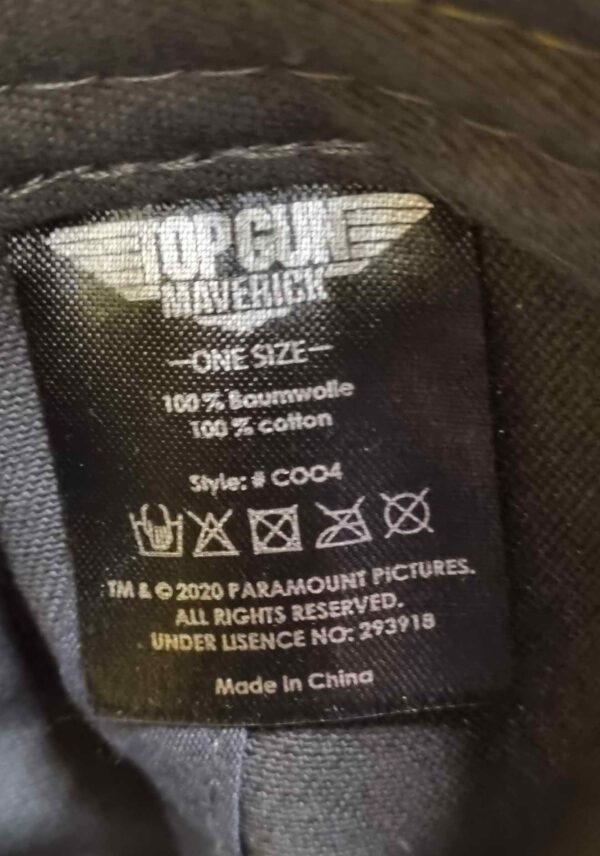 TOP GUN
MAVERICK
—ONE SIZE—
100 % Baumwolle
100 % cotton
Style: # COO4
TM & © 2020 PARAMOUNT PICTURES.
ALL RIGHTS RESERVED.
UNDER LISENCE NO: 293918
Made in China